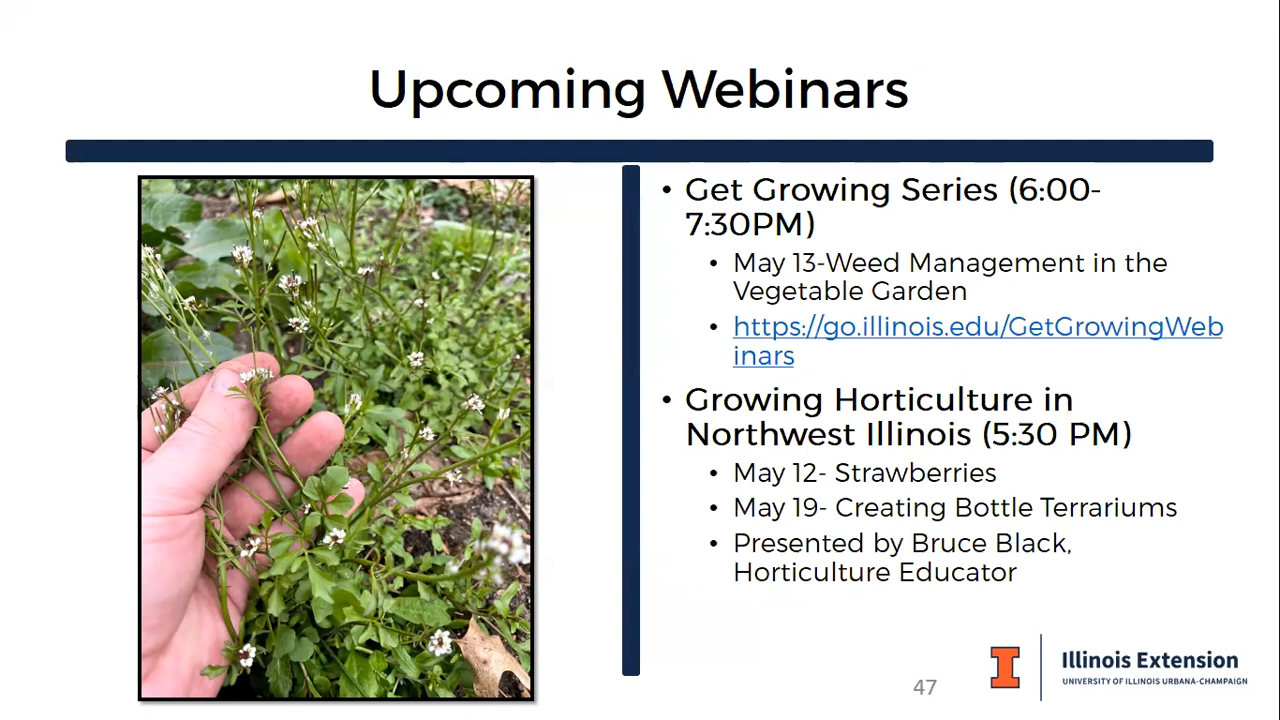 Upcoming Webinars
• Get Growing Series (6:00-
7:30PM)
• May 13-Weed Management in the
Vegetable Garden
• https://go.illinois.edu/GetGrowingWeb
inars
• Growing Horticulture in
Northwest Illinois (5:30 PM)
• May 12- Strawberries
• May 19- Creating Bottle Terrariums
• Presented by Bruce Black,
Horticulture Educator
47
I
Illinois Extension
UNIVERSITY OF ILLINOIS URBANA-CHAMPAIGN